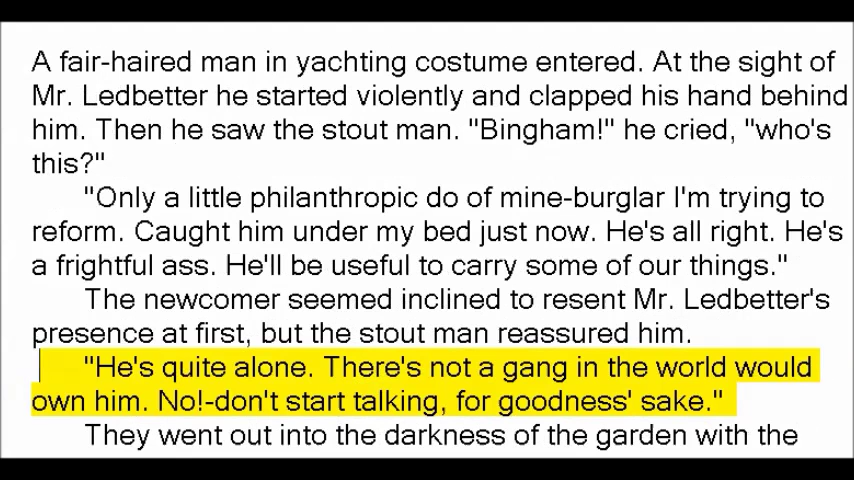 A fair-haired man in yachting costume entered. At the sight of
Mr. Ledbetter he started violently and clapped his hand behind
him. Then he saw the stout man. "Bingham!" he cried, "who's
this?"
"Only a little philanthropic do of mine-burglar I'm trying to
reform. Caught him under my bed just now. He's all right. He's
a frightful ass. He'll be useful to carry some of our things."
The newcomer seemed inclined to resent Mr. Ledbetter's
presence at first, but the stout man reassured him.
"He's quite alone. There's not a gang in the world would
own him. No!-don't start talking, for goodness' sake."
They went out into the darkness of the garden with the